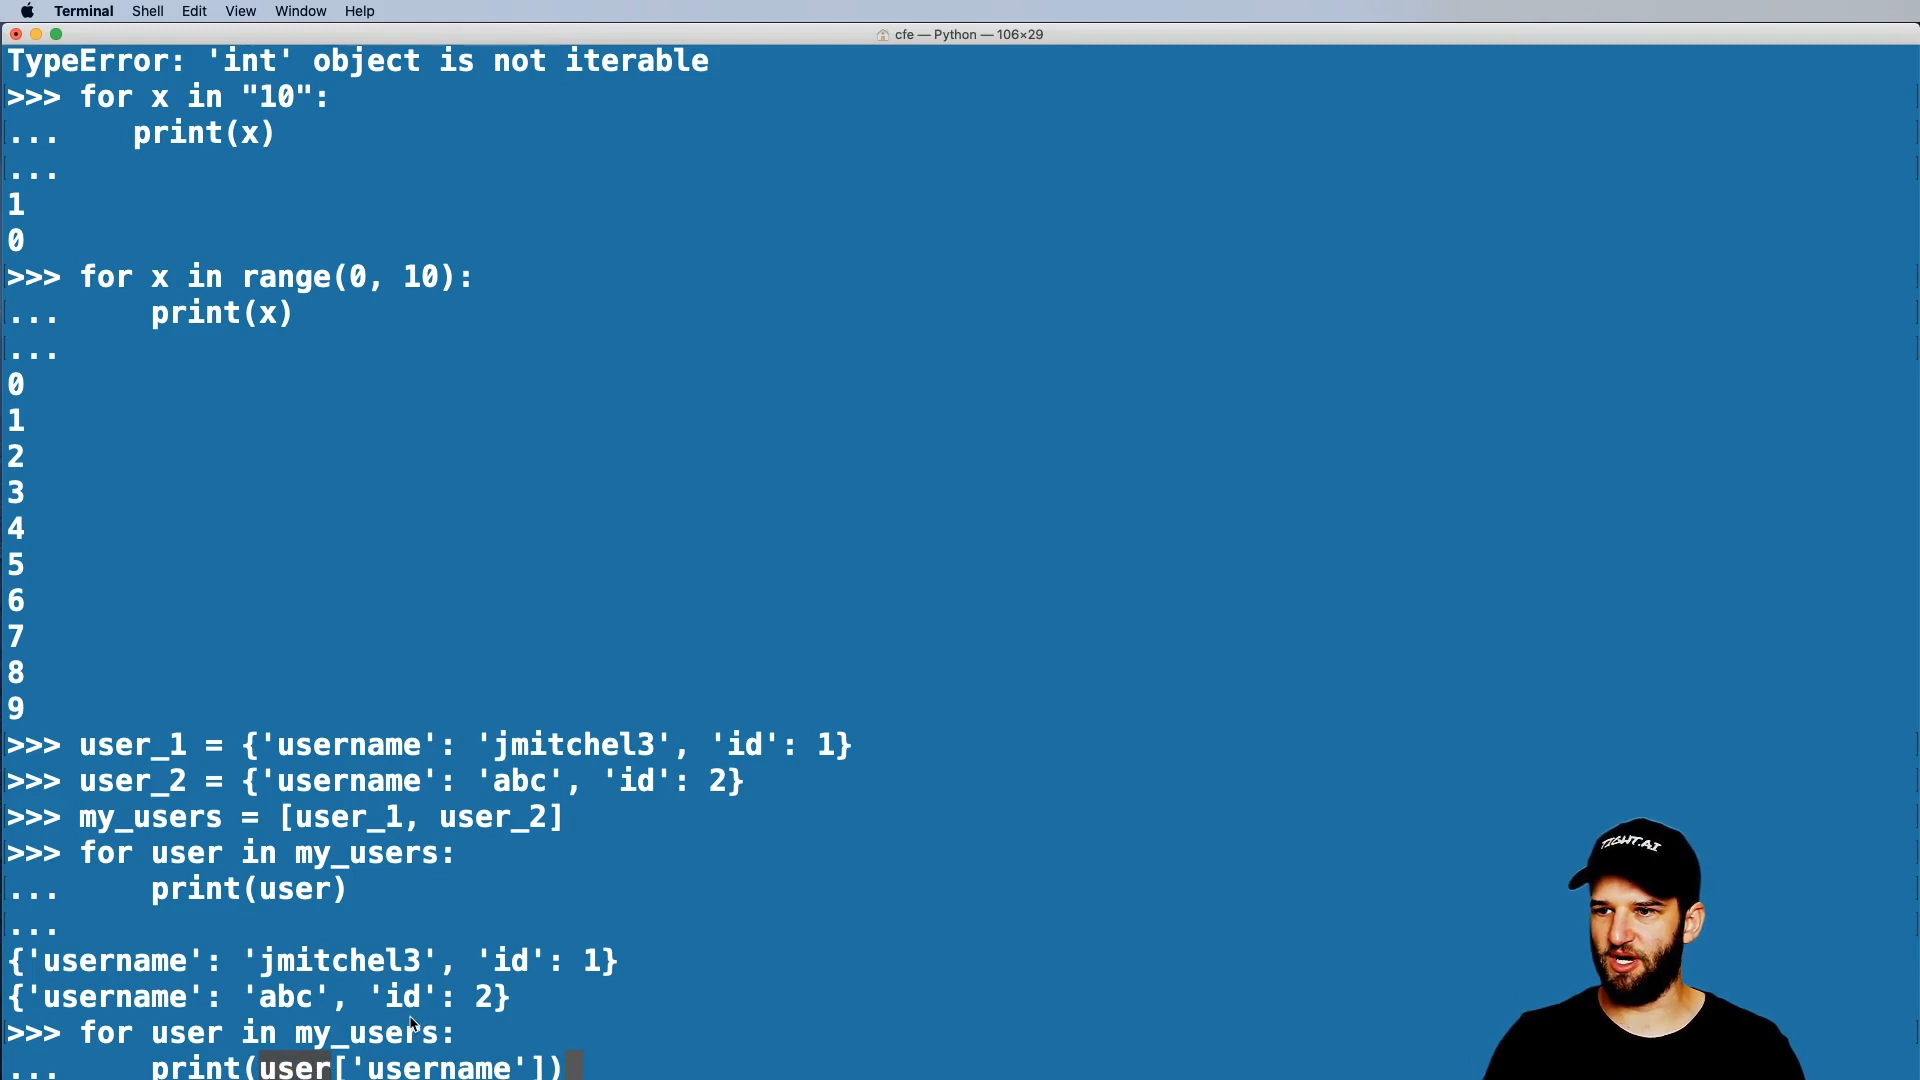 Terminal Shell Edit View Window Help
cfe — Python — 106×29
TypeError: 'int' object is not iterable
>>> for x in "10":
...    print(x)
...
1
0
>>> for x in range(0, 10):
...     print(x)
...
0
1
2
3
4
5
6
7
8
9
>>> user_1 = {'username': 'jmitchel3', 'id': 1}
>>> user_2 = {'username': 'abc', 'id': 2}
>>> my_users = [user_1, user_2]
>>> for user in my_users:
...     print(user)
...
{'username': 'jmitchel3', 'id': 1}
{'username': 'abc', 'id': 2}
>>> for user in my_users:
...     print(user['username'])
TIGHT.AI